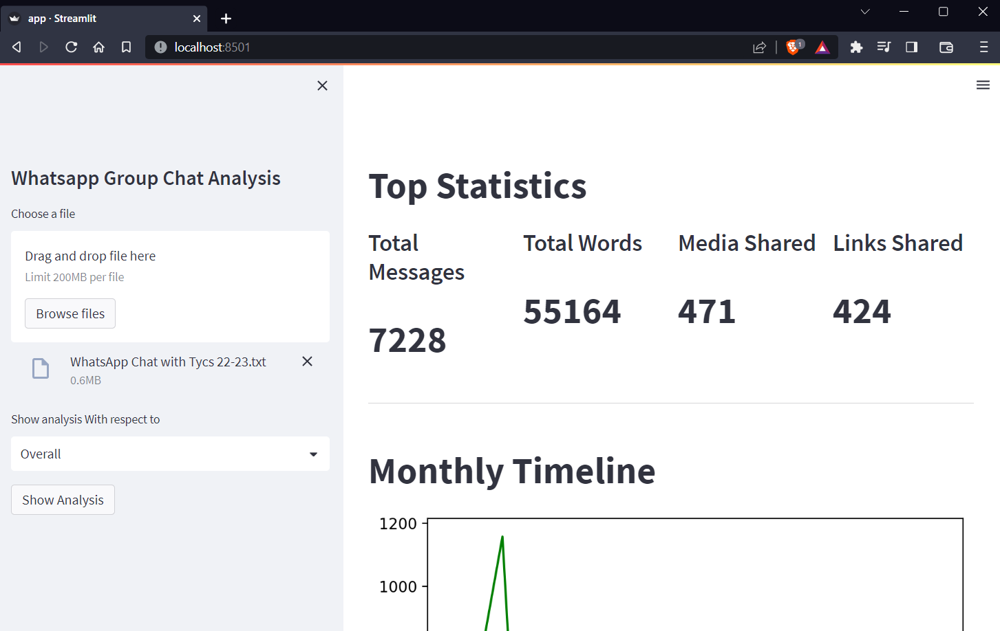 app · Streamlit
localhost:8501
1
Whatsapp Group Chat Analysis
Choose a file
Drag and drop file here
Limit 200MB per file
Browse files
WhatsApp Chat with Tycs 22-23.txt
0.6MB
Show analysis With respect to
Overall
Show Analysis
Top Statistics
Total
Messages
7228
Total Words
55164
Media Shared
471
Links Shared
424
Monthly Timeline
1200
1000